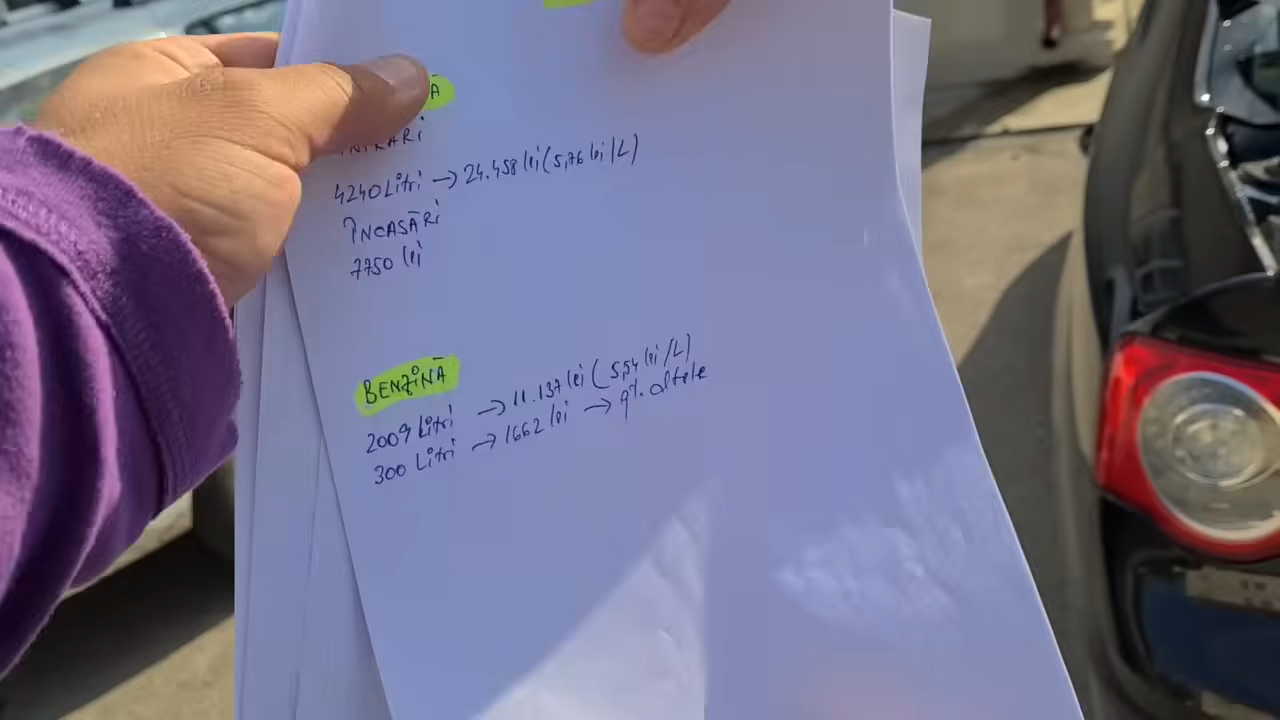 Ă
INTRĂRI
4240 Litri → 24.458 lei (5,76 lei/L)
ÎNCASĂRI
7750 lei
BENZINĂ
2009 Litri → 11.137 lei (5,54 lei/L)
300 Litri → 1662 lei → altele